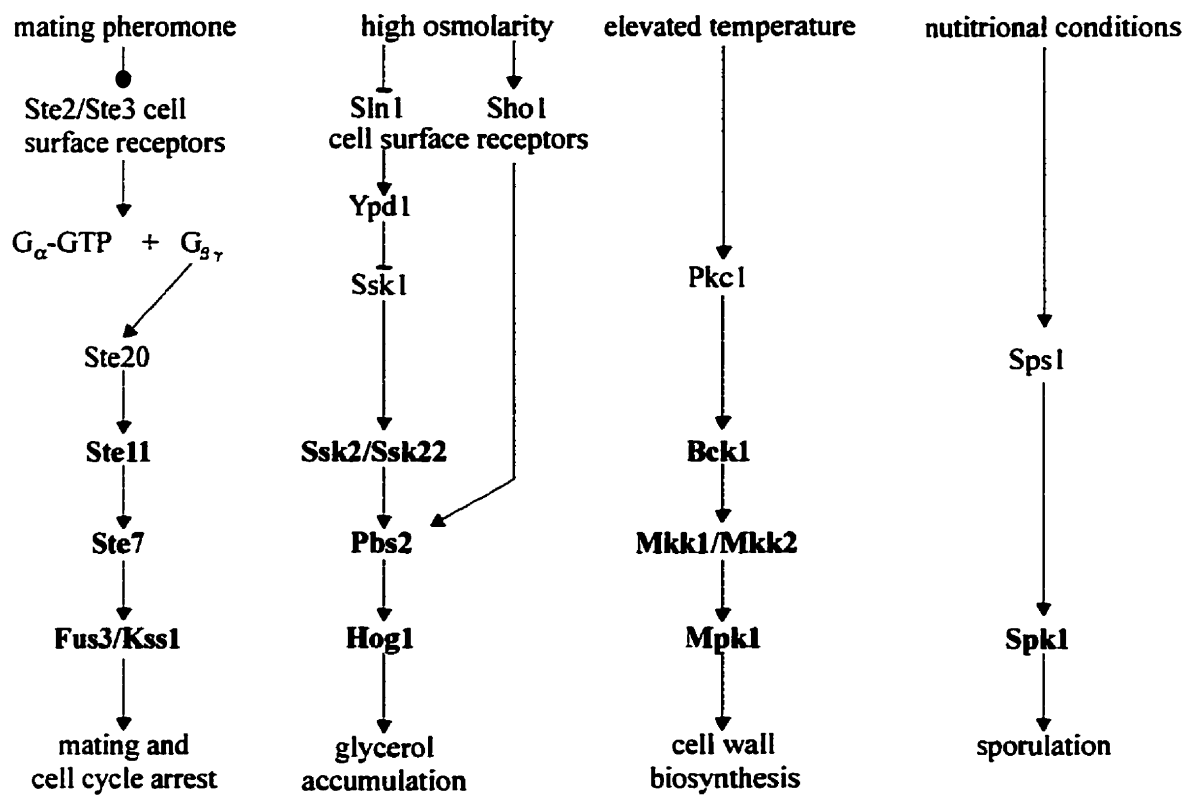 mating pheromone
high osmolarity
elevated temperature
nutitrional conditions
Ste2/Ste3 cell
surface receptors
Sln1
Sho1
cell surface receptors
Ypd1
Gα-GTP + Gβγ
Ssk1
Pkc1
Ste20
Sps1
Ste11
Ssk2/Ssk22
Bck1
Ste7
Pbs2
Mkk1/Mkk2
Fus3/Kss1
Hog1
Mpk1
Spk1
mating and
cell cycle arrest
glycerol
accumulation
cell wall
biosynthesis
sporulation